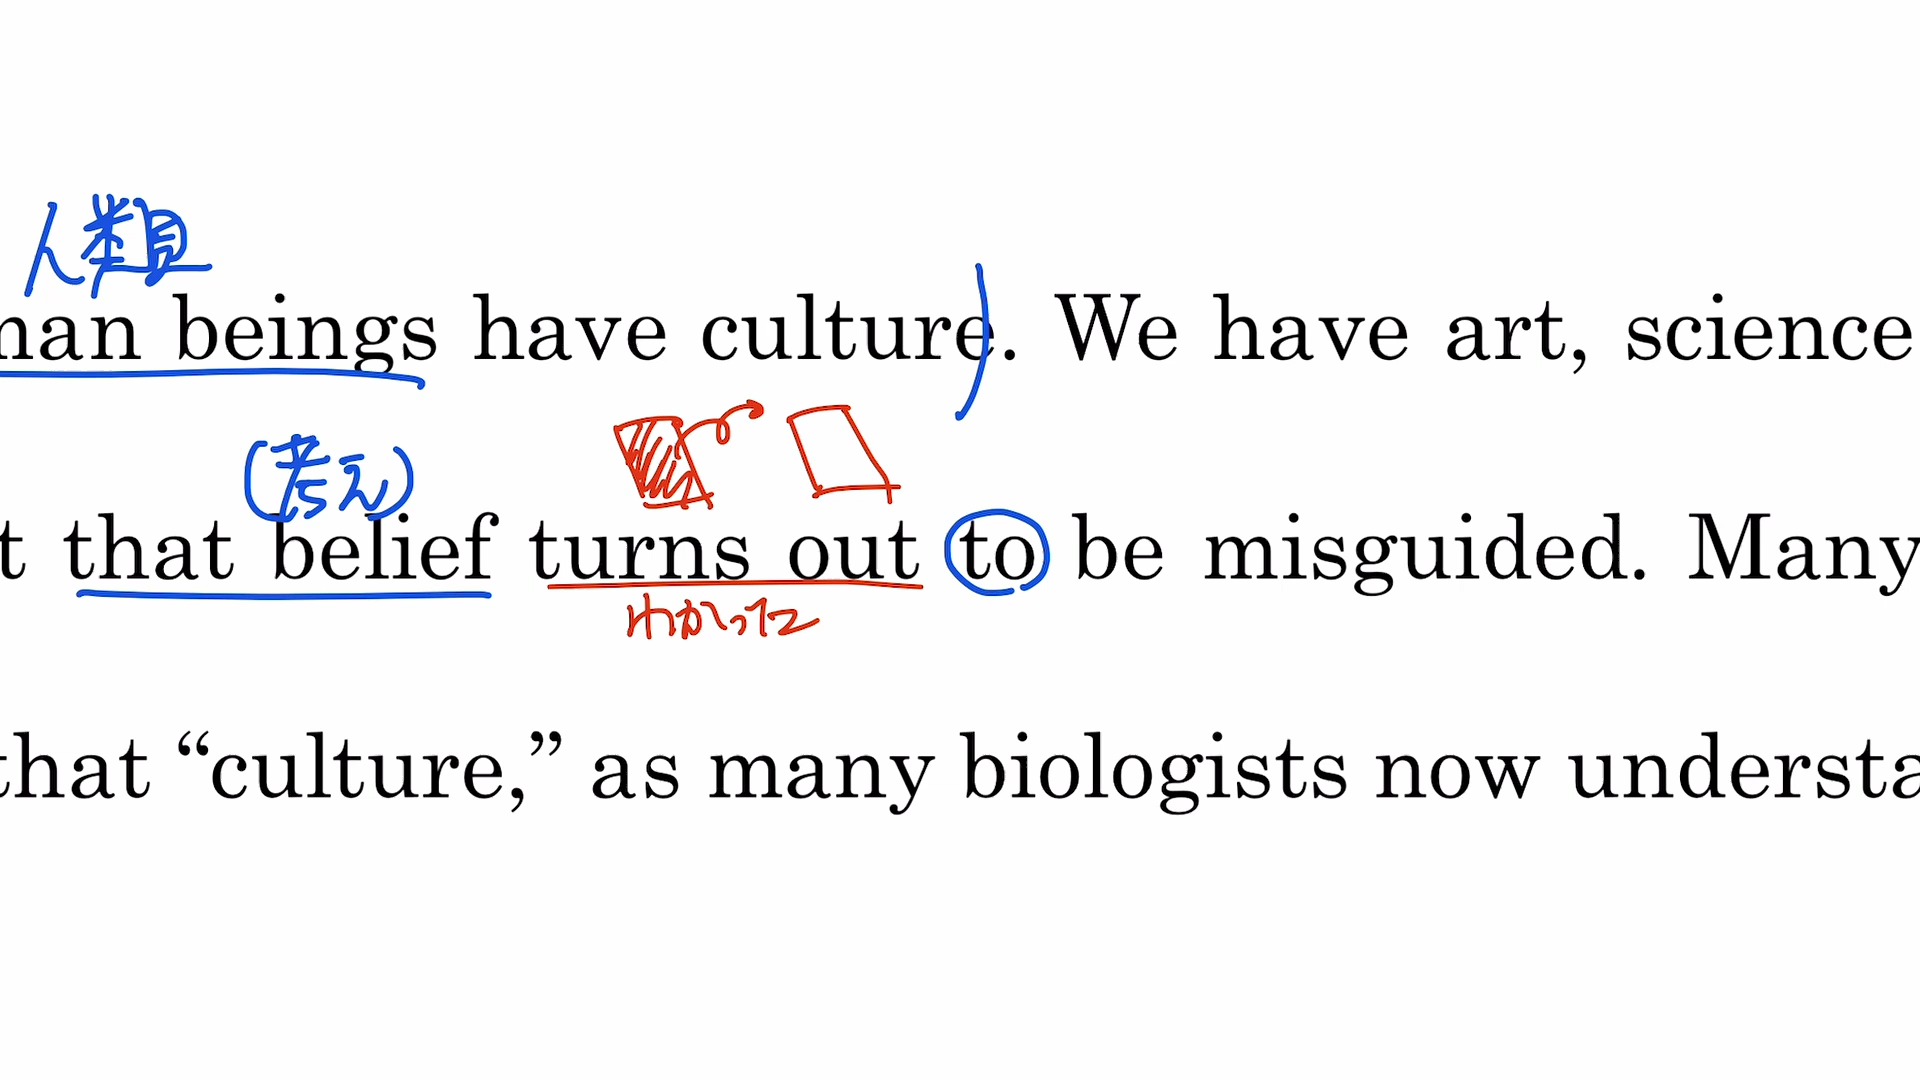 人類
man beings have culture. We have art, science
(考え)
t that belief turns out to be misguided. Many
わかった
that “culture,” as many biologists now understa